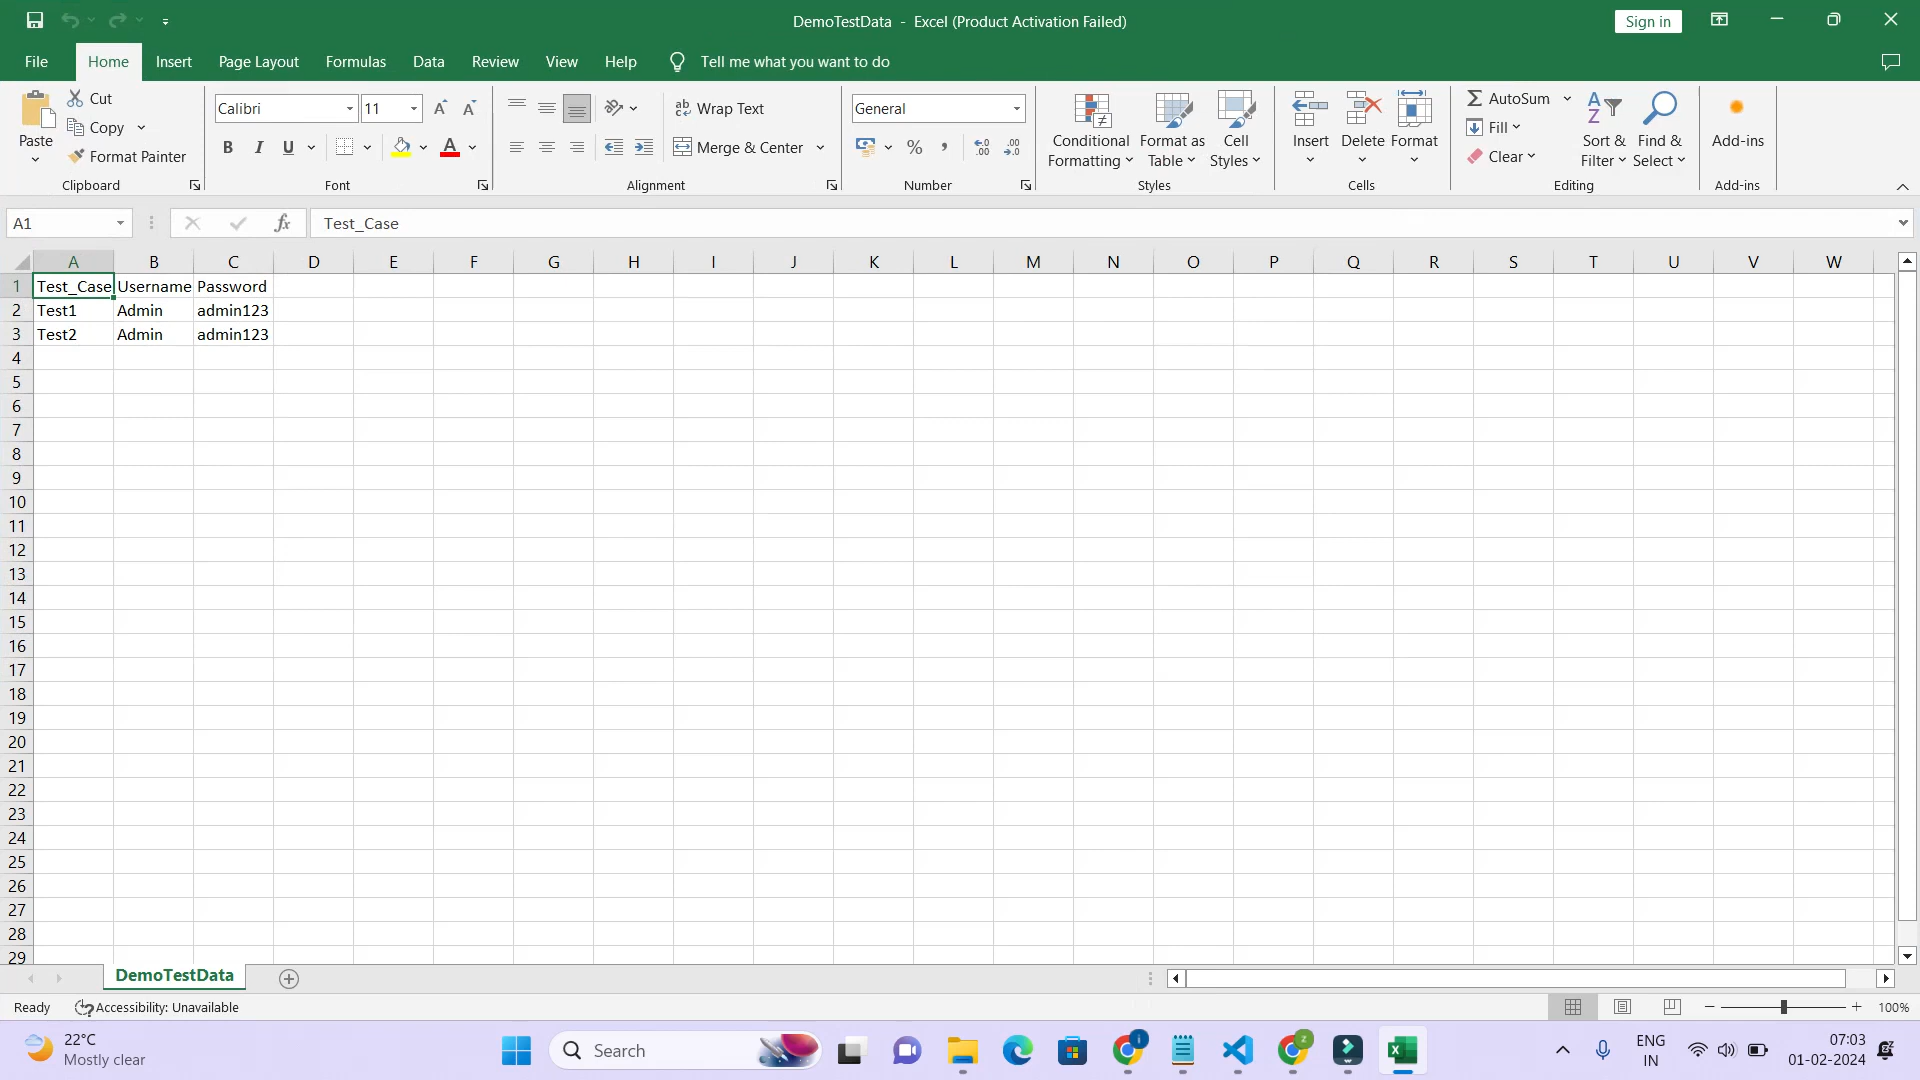 DemoTestData - Excel (Product Activation Failed)
Sign in
File Home Insert Page Layout Formulas Data Review View Help Tell me what you want to do
Paste
Cut
Copy
Format Painter
Clipboard
Calibri 11
B I U A
Font
Wrap Text
Merge & Center
Alignment
General
%
Number
Conditional Formatting
Format as Table
Cell Styles
Styles
Insert Delete Format
Cells
AutoSum
Fill
Clear
Sort & Filter
Find & Select
Editing
Add-ins
Add-ins
A1 fx Test_Case
A B C D E F G H I J K L M N O P Q R S T U V W
1 Test_Case Username Password
2 Test1 Admin admin123
3 Test2 Admin admin123
4
5
6
7
8
9
10
11
12
13
14
15
16
17
18
19
20
21
22
23
24
25
26
27
28
29
DemoTestData
Ready Accessibility: Unavailable 100%
22°C
Mostly clear
Search
ENG
IN
07:03
01-02-2024